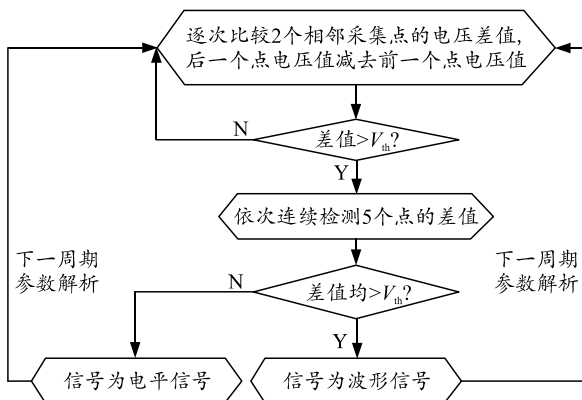 逐次比较2个相邻采集点的电压差值,
后一个点电压值减去前一个点电压值
N
差值>Vth?
Y
依次连续检测5个点的差值
下一周期
参数解析
下一周期
参数解析
N
差值均>Vth?
Y
信号为电平信号
信号为波形信号